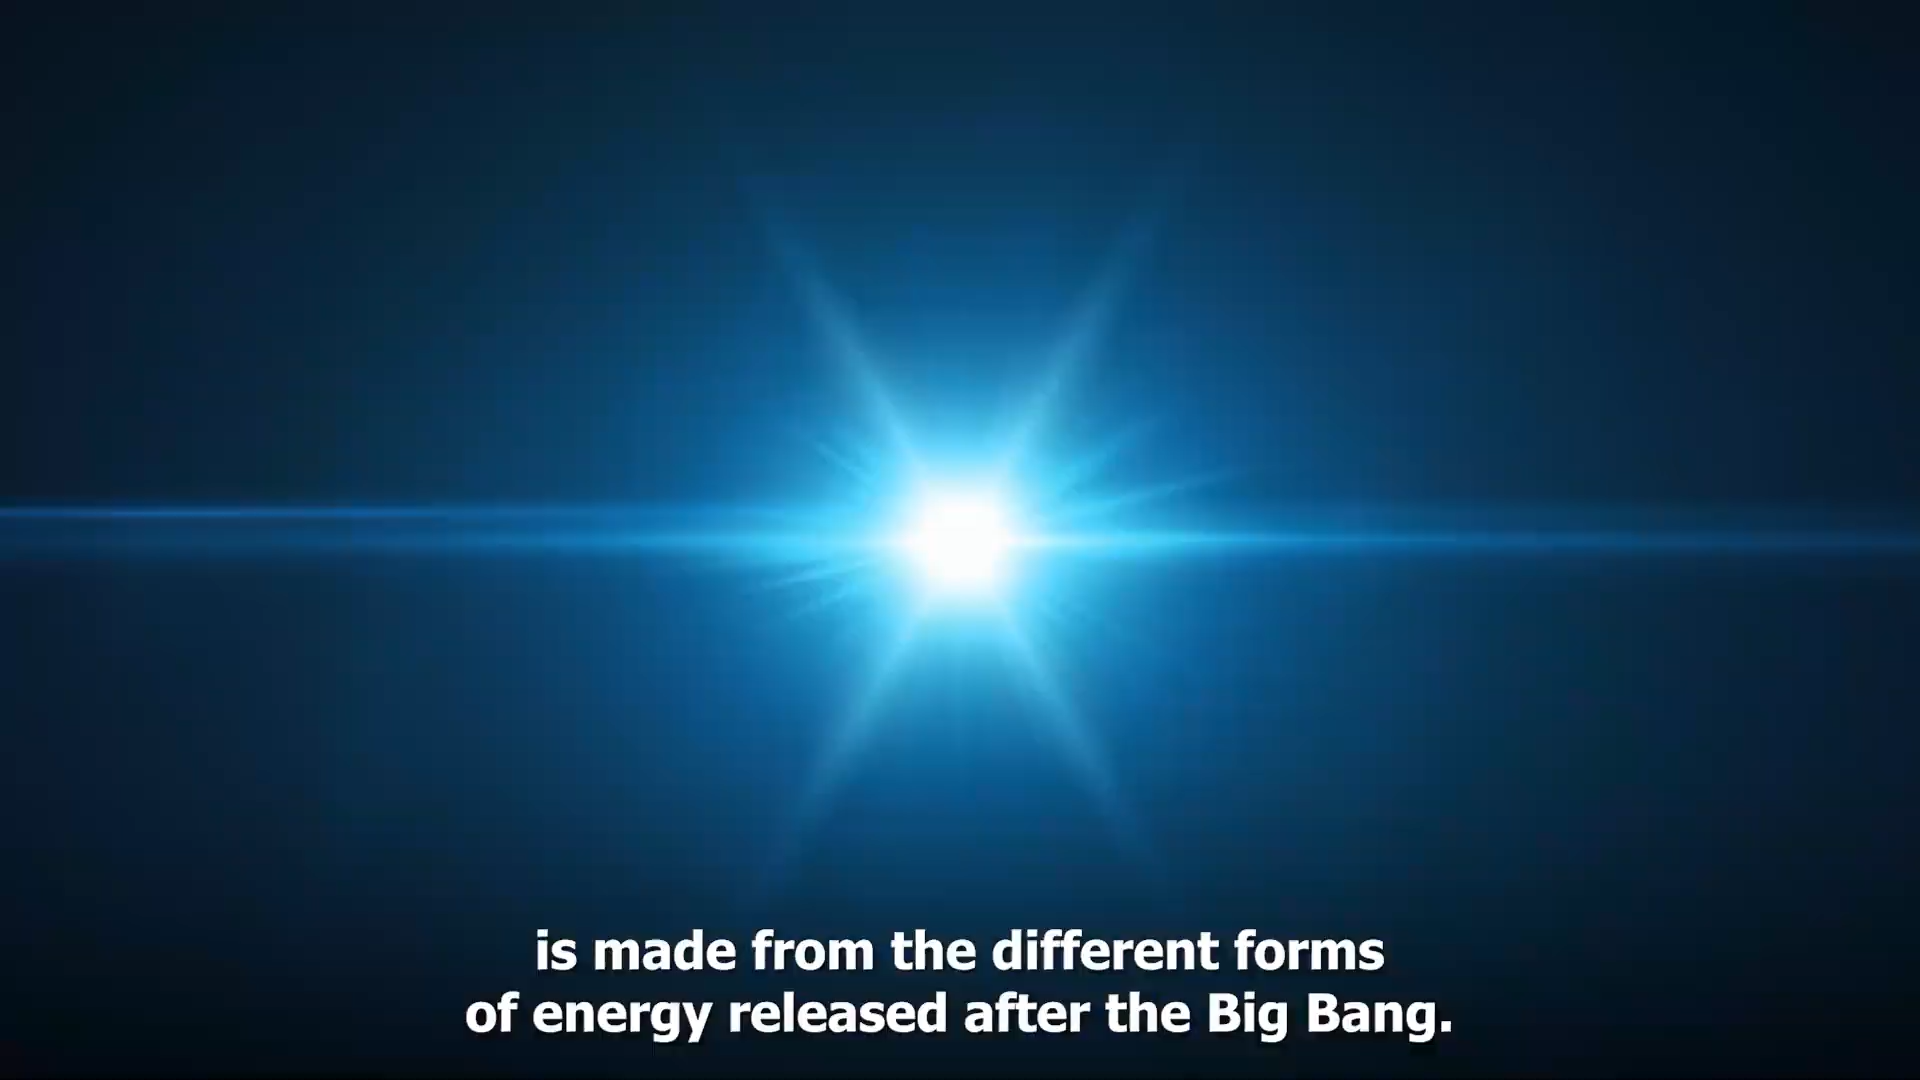 is made from the different forms
of energy released after the Big Bang.